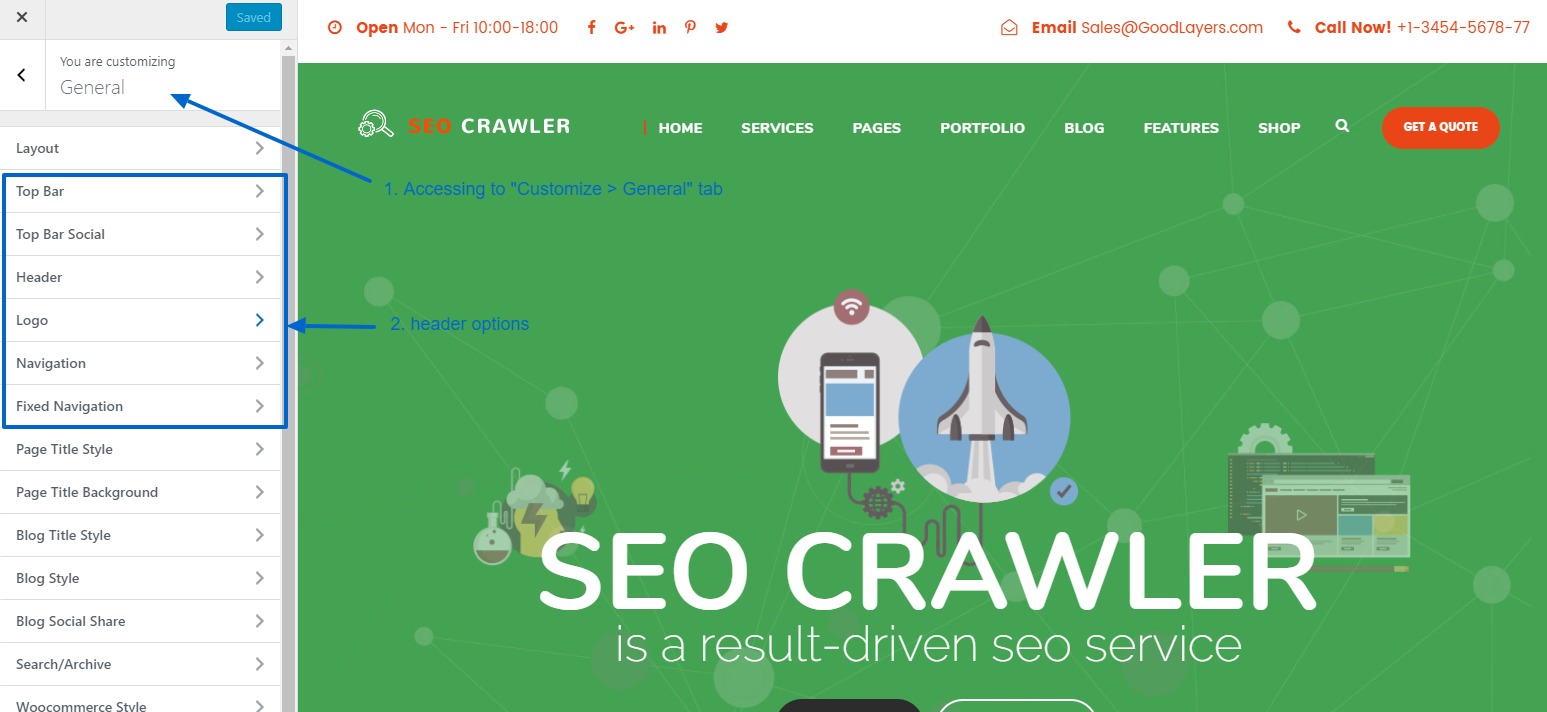 Saved
You are customizing
General
Layout
Top Bar
Top Bar Social
Header
Logo
Navigation
Fixed Navigation
Page Title Style
Page Title Background
Blog Title Style
Blog Style
Blog Social Share
Search/Archive
Woocommerce Style
Open Mon - Fri 10:00-18:00
Email Sales@GoodLayers.com
Call Now! +1-3454-5678-77
SEO CRAWLER
HOME SERVICES PAGES PORTFOLIO BLOG FEATURES SHOP
GET A QUOTE
1. Accessing to "Customize > General" tab
2. header options
SEO CRAWLER
is a result-driven seo service